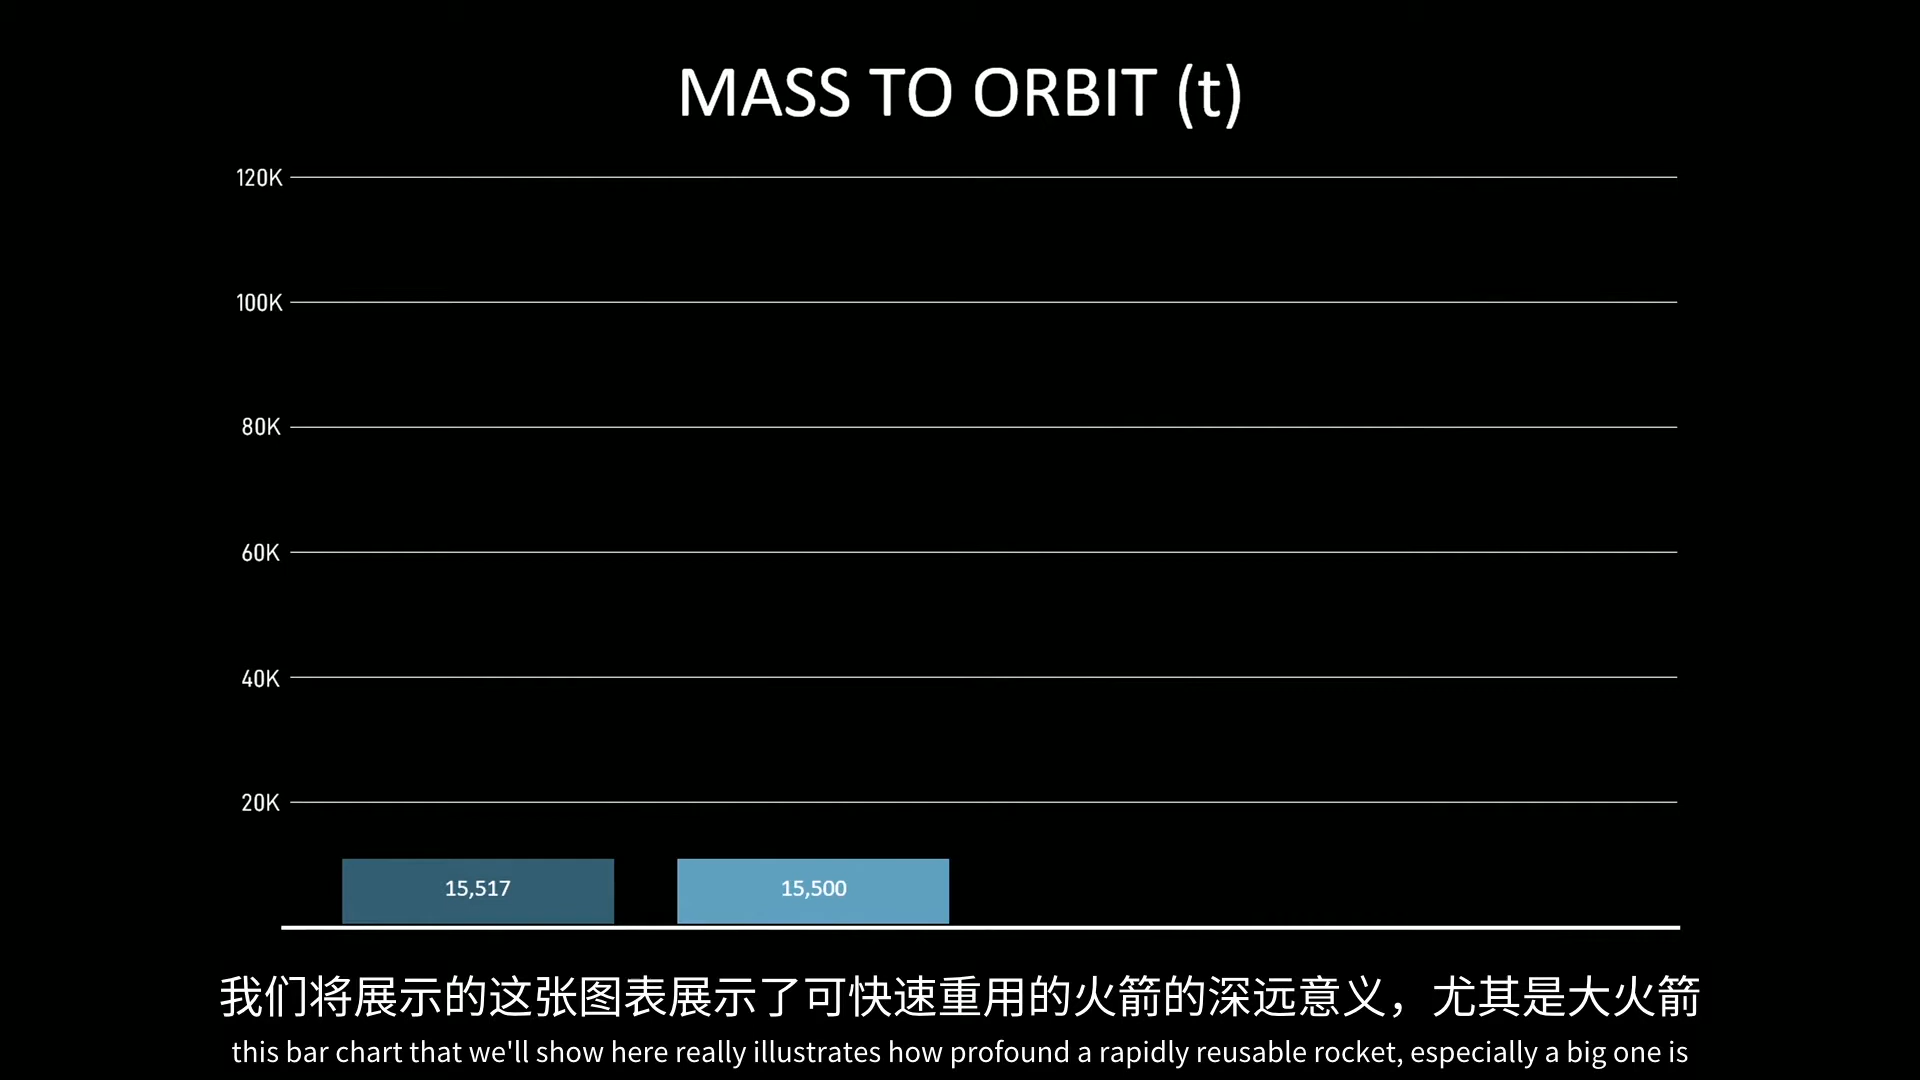 MASS TO ORBIT (t)
120K
100K
80K
60K
40K
20K
15,517
15,500
我们将展示的这张图表展示了可快速重用的火箭的深远意义，尤其是大火箭
this bar chart that we'll show here really illustrates how profound a rapidly reusable rocket, especially a big one is